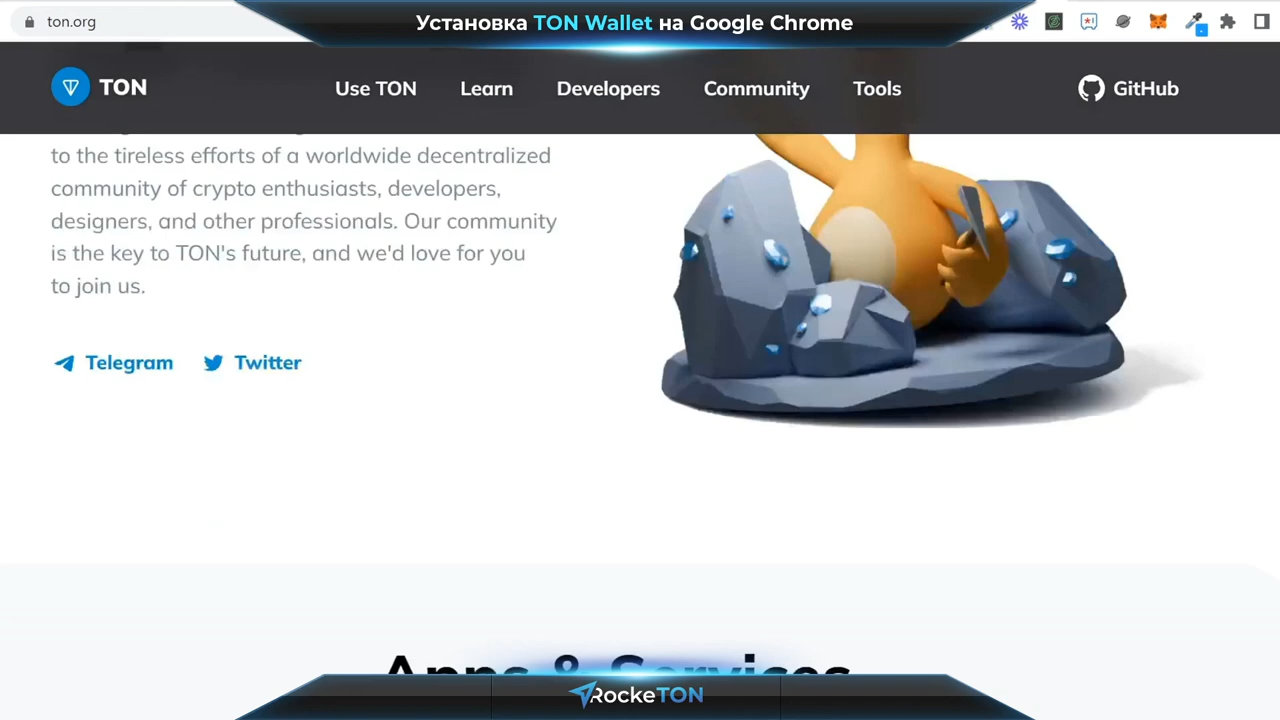 ton.org
Установка TON Wallet на Google Chrome
TON
Use TON
Learn
Developers
Community
Tools
GitHub
to the tireless efforts of a worldwide decentralized
community of crypto enthusiasts, developers,
designers, and other professionals. Our community
is the key to TON's future, and we'd love for you
to join us.
Telegram
Twitter
Apps & Services
RockeTON